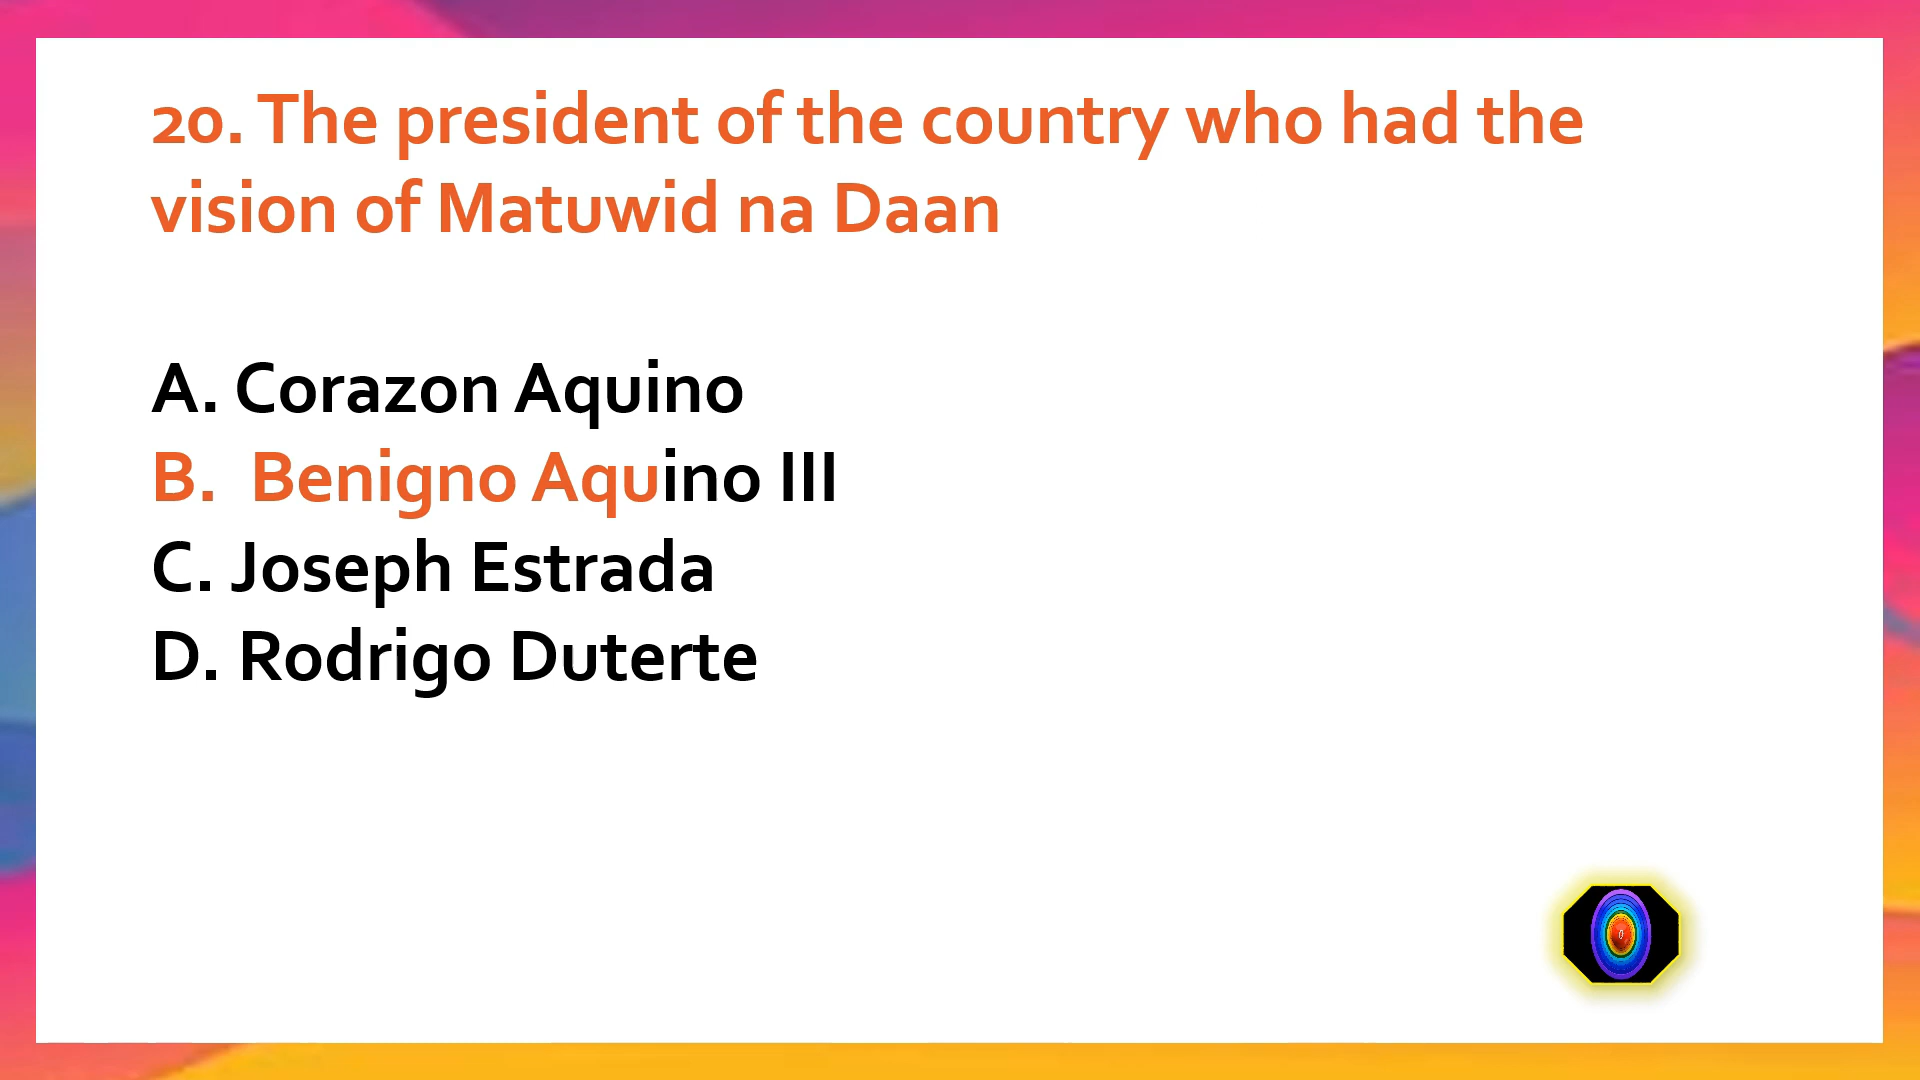 20. The president of the country who had the
vision of Matuwid na Daan
A. Corazon Aquino
B. Benigno Aquino III
C. Joseph Estrada
D. Rodrigo Duterte
0